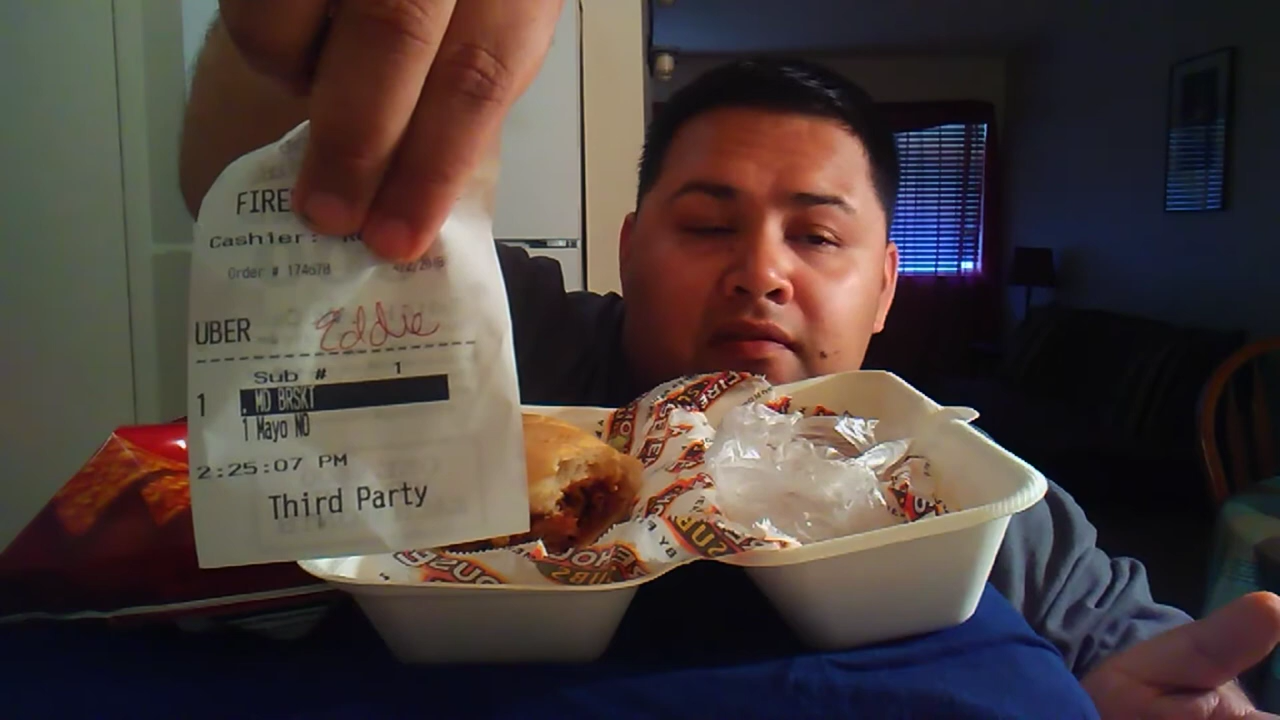 FIRE
Cashier:
Order #
UBER Eddie
Sub # 1
1 . MD BRSKT
1 Mayo NO
2:25:07 PM
Third Party